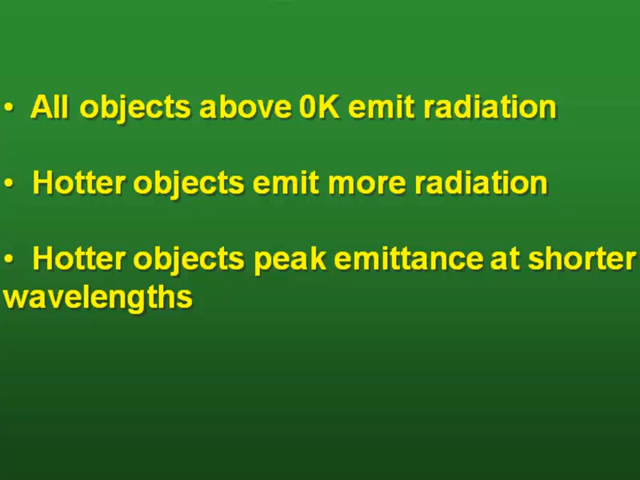 • All objects above 0K emit radiation
• Hotter objects emit more radiation
• Hotter objects peak emittance at shorter
wavelengths